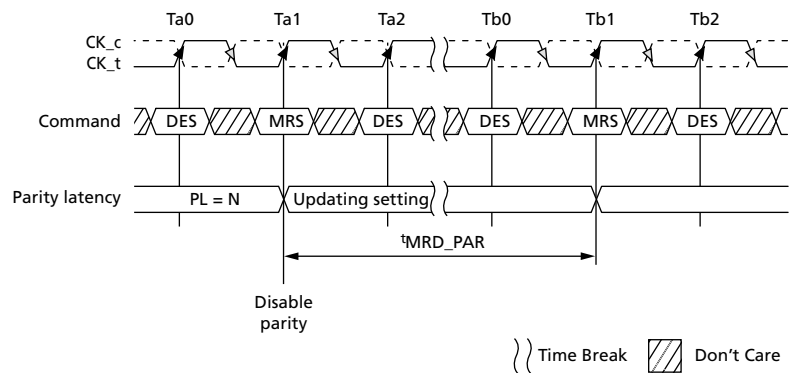 Ta0 Ta1 Ta2 Tb0 Tb1 Tb2
CK_c
CK_t
Command DES MRS DES DES MRS DES
Parity latency PL = N Updating setting
tMRD_PAR
Disable
parity
Time Break Don't Care